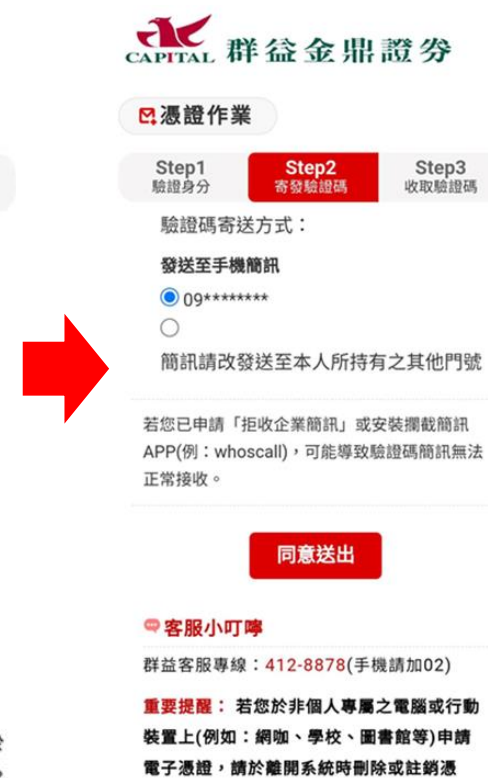 CAPITAL 群益金鼎證券
憑證作業
Step1 Step2 Step3
驗證身分 寄發驗證碼 收取驗證碼
驗證碼寄送方式：
發送至手機簡訊
09********
簡訊請改發送至本人所持有之其他門號
若您已申請「拒收企業簡訊」或安裝攔截簡訊
APP(例：whoscall)，可能導致驗證碼簡訊無法
正常接收。
同意送出
客服小叮嚀
群益客服專線：412-8878(手機請加02)
重要提醒： 若您於非個人專屬之電腦或行動
裝置上(例如：網咖、學校、圖書館等)申請
電子憑證，請於離開系統時刪除或註銷憑